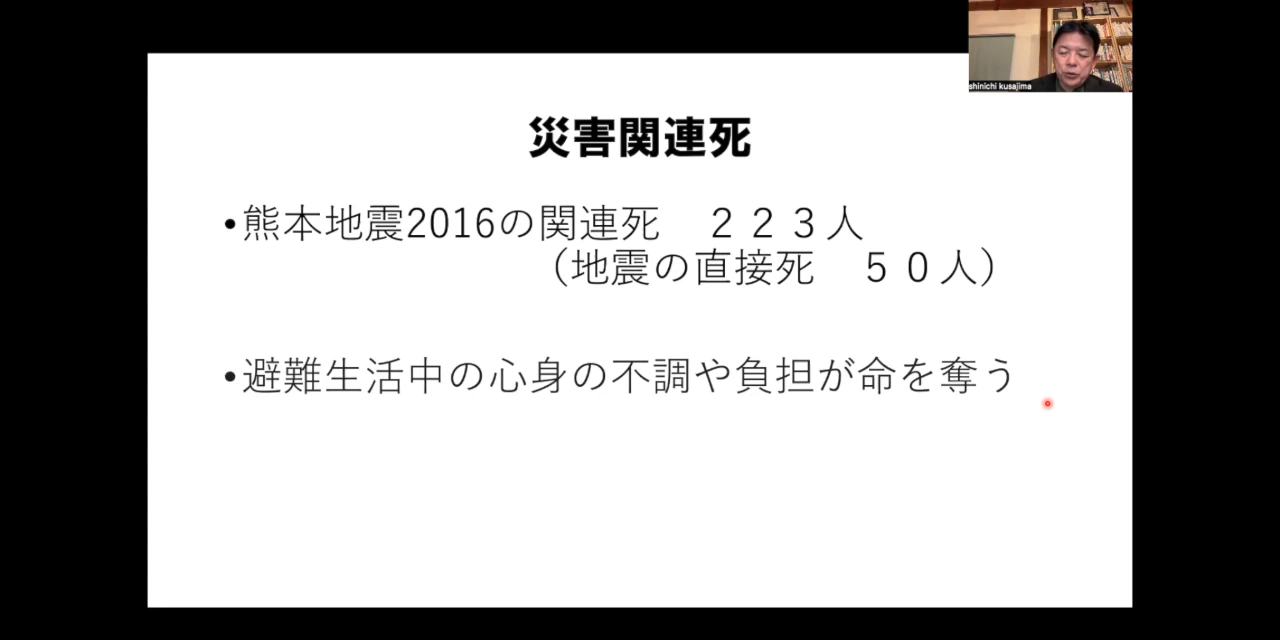 shinichi kusajima
災害関連死
•熊本地震2016の関連死　２２３人
（地震の直接死　５０人）
•避難生活中の心身の不調や負担が命を奪う